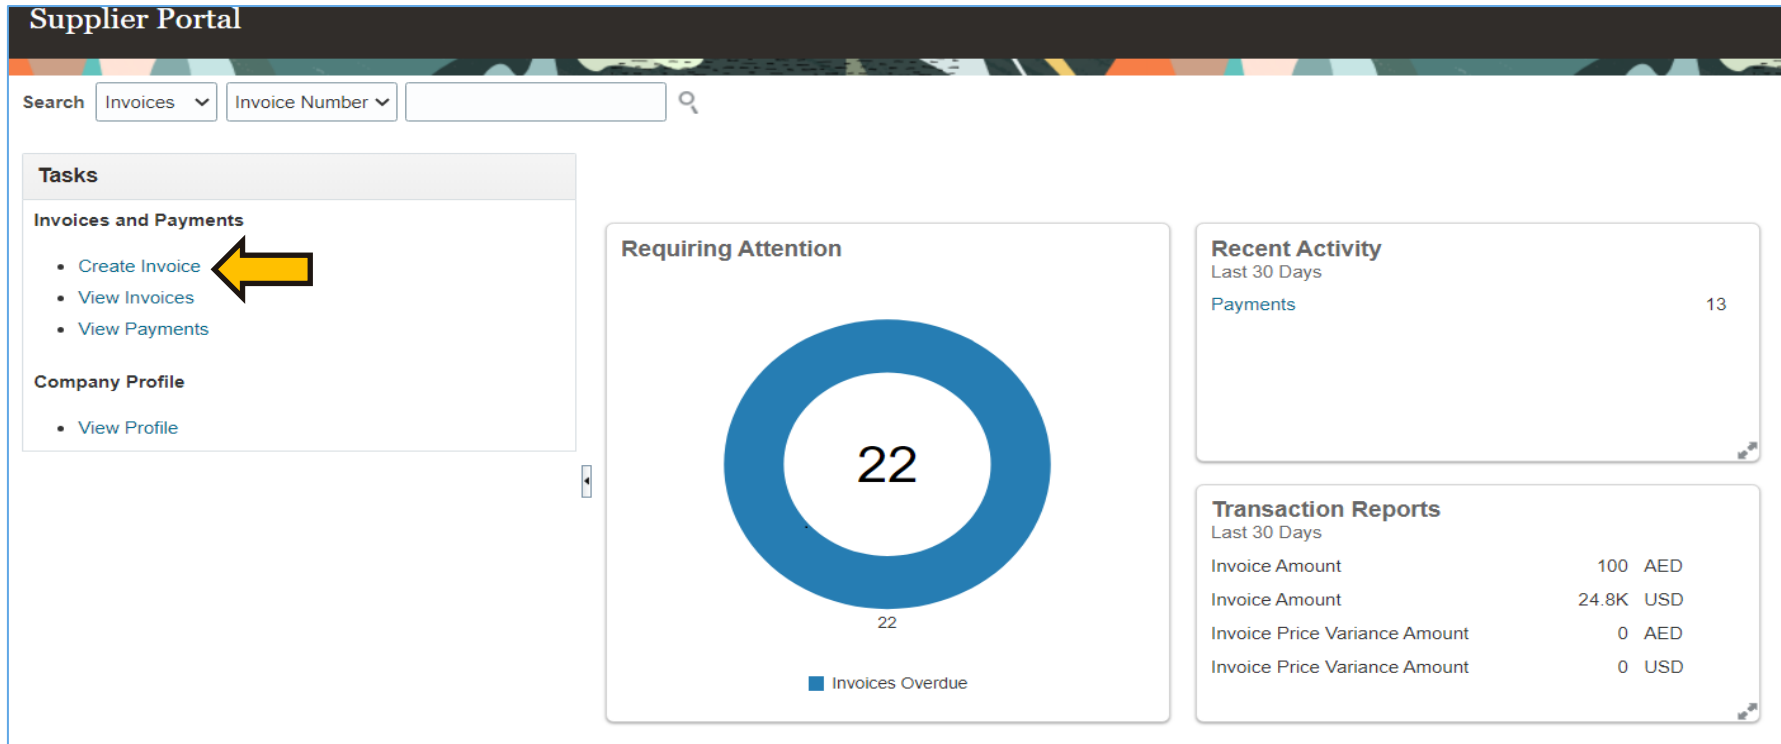 Supplier Portal
Search Invoices Invoice Number
Tasks
Invoices and Payments
• Create Invoice
• View Invoices
• View Payments
Company Profile
• View Profile
Requiring Attention
22
22
Invoices Overdue
Recent Activity
Last 30 Days
Payments 13
Transaction Reports
Last 30 Days
Invoice Amount 100 AED
Invoice Amount 24.8K USD
Invoice Price Variance Amount 0 AED
Invoice Price Variance Amount 0 USD